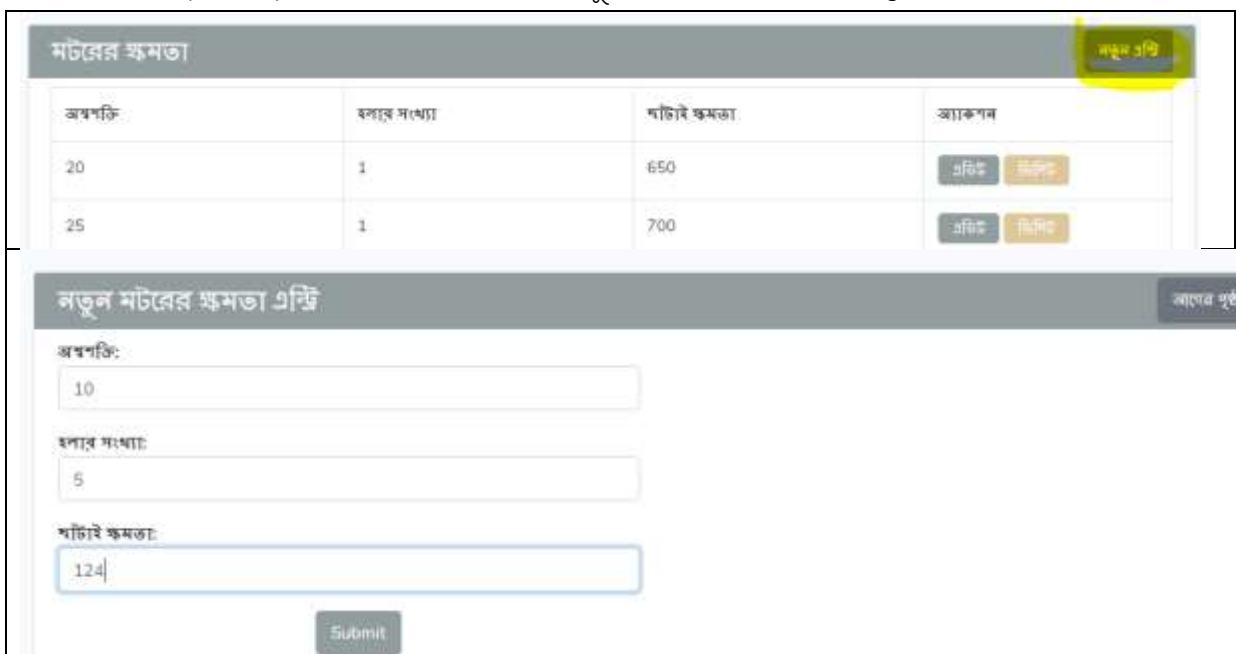 মটরের ক্ষমতা নতুন এন্ট্রি
অশ্বশক্তি হলার সংখ্যা ছাটাই ক্ষমতা অ্যাকশন
20 1 650 এডিট ডিলিট
25 1 700 এডিট ডিলিট
নতুন মটরের ক্ষমতা এন্ট্রি আগের পৃষ্ঠ
অশ্বশক্তি:
10
হলার সংখ্যা:
5
ছাটাই ক্ষমতা:
124
Submit